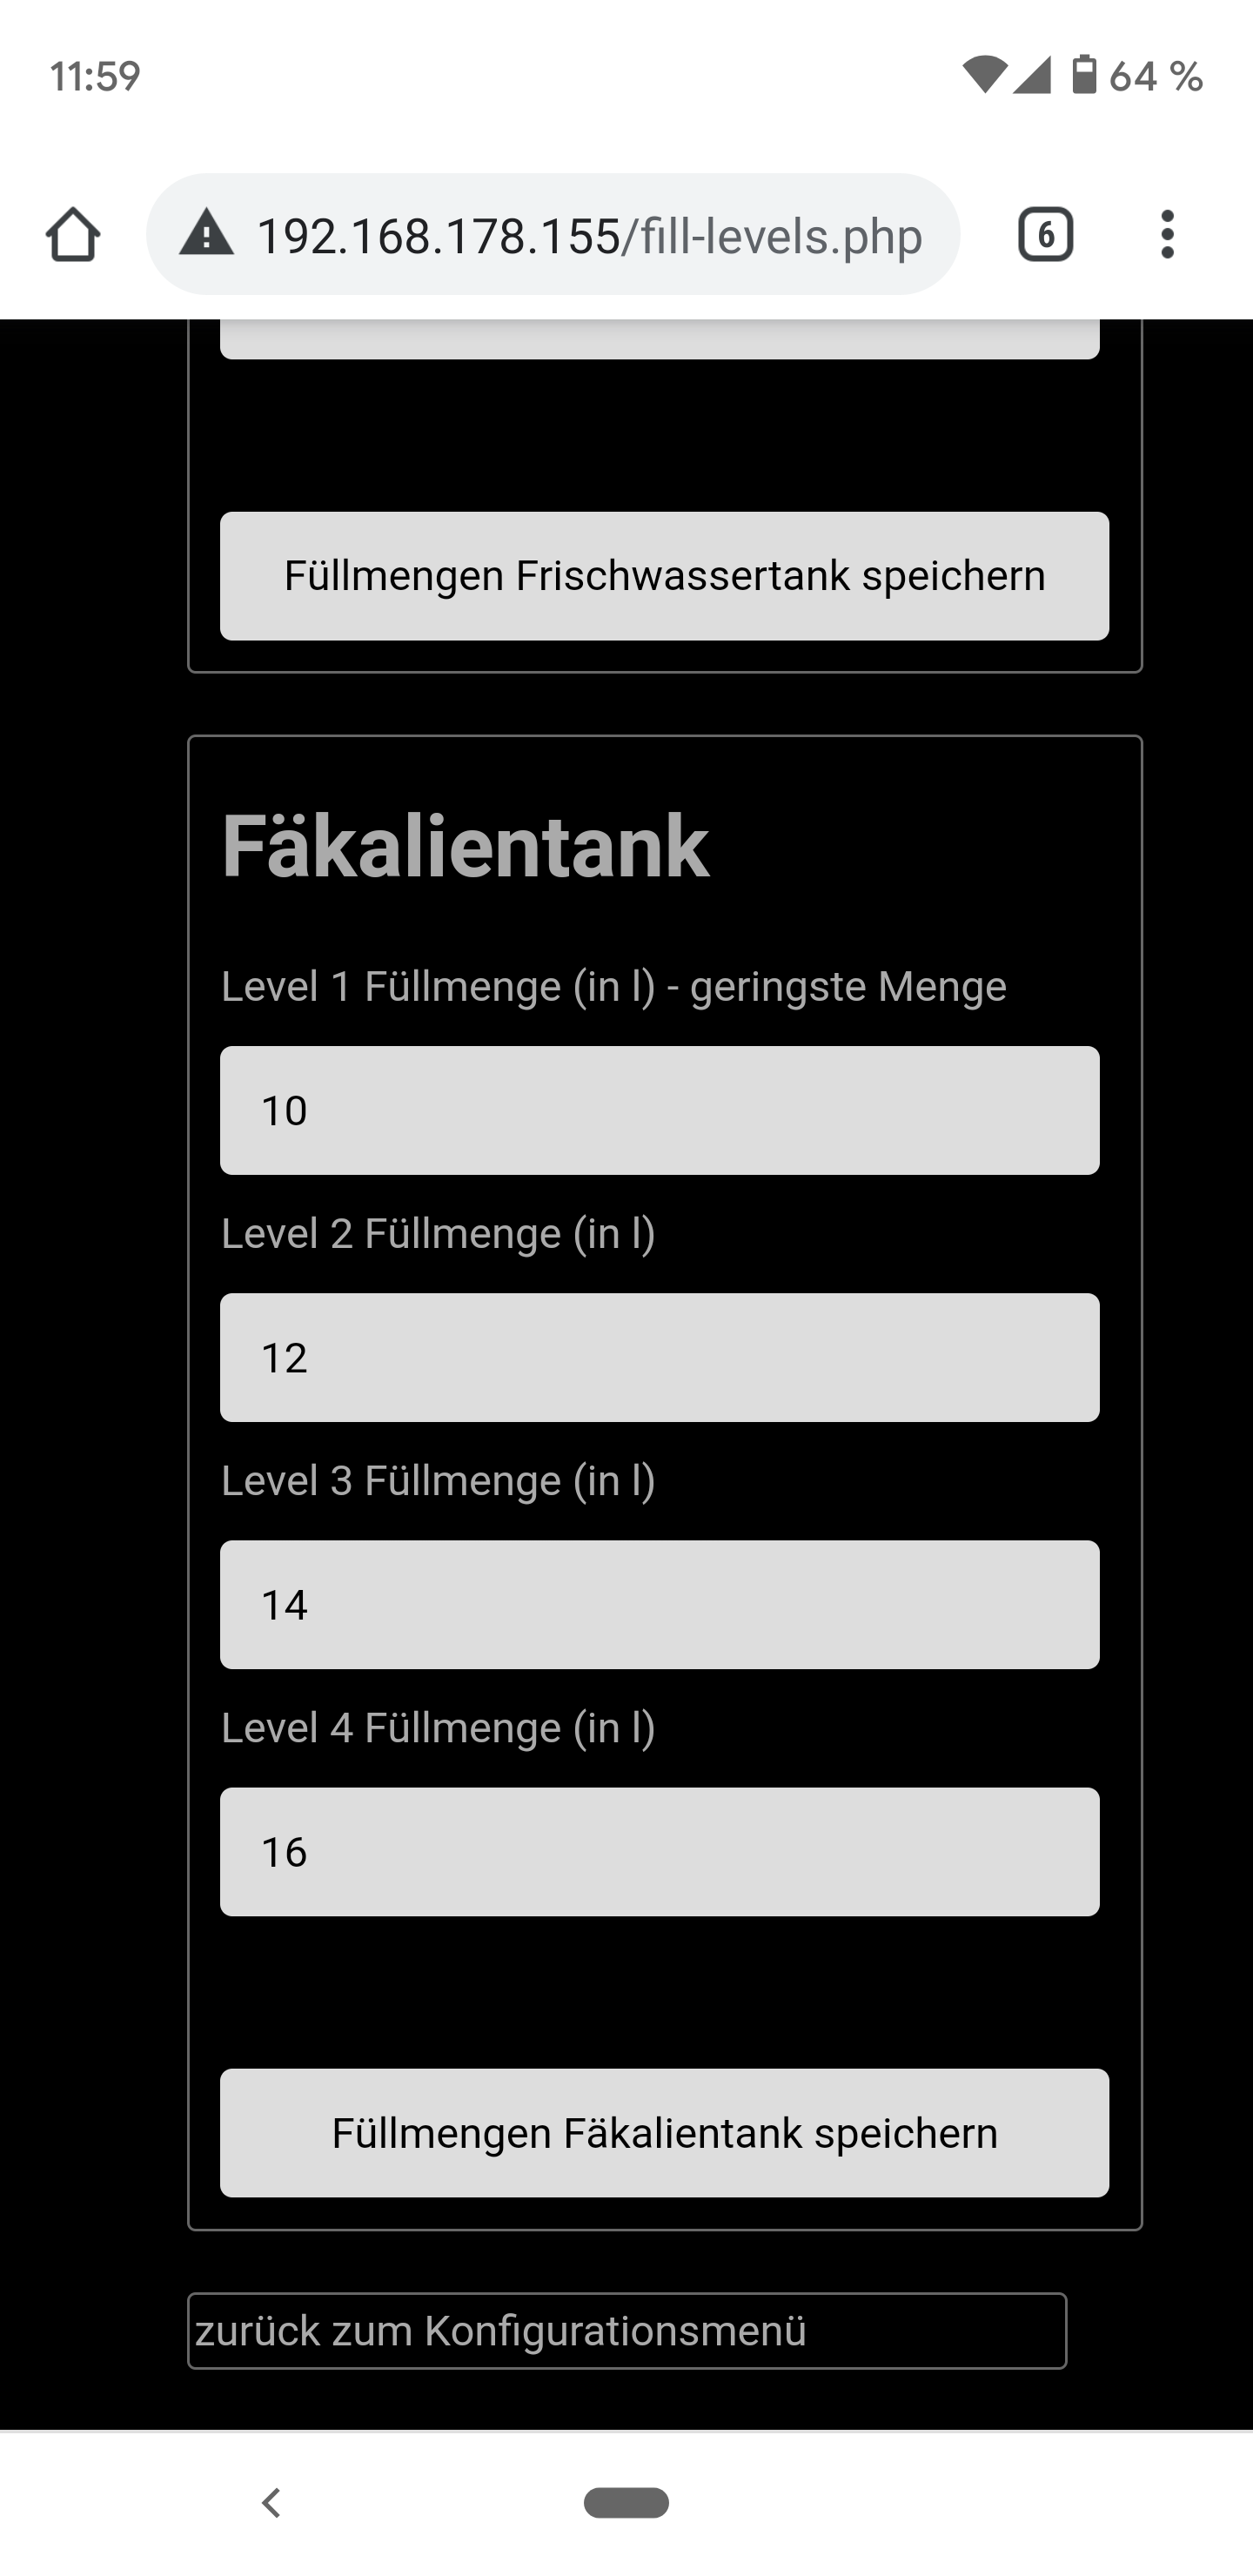 11:59
64 %
192.168.178.155/fill-levels.php
6
Füllmengen Frischwassertank speichern
Fäkalientank
Level 1 Füllmenge (in l) - geringste Menge
10
Level 2 Füllmenge (in l)
12
Level 3 Füllmenge (in l)
14
Level 4 Füllmenge (in l)
16
Füllmengen Fäkalientank speichern
zurück zum Konfigurationsmenü